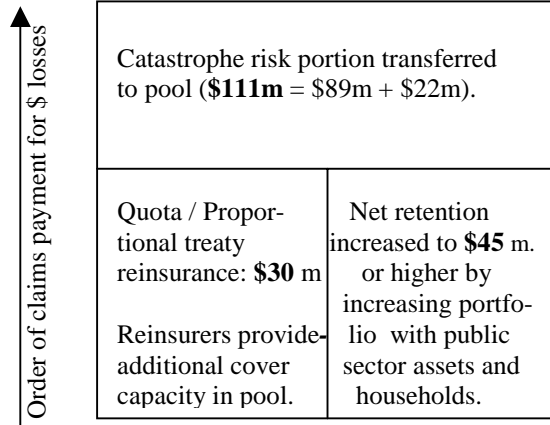 Order of claims payment for $ losses
Catastrophe risk portion transferred
to pool ($111m = $89m + $22m).
Quota / Propor-
tional treaty
reinsurance: $30 m
Reinsurers provide-
additional cover
capacity in pool.
Net retention
increased to $45 m.
or higher by
increasing portfo-
lio with public
sector assets and
households.